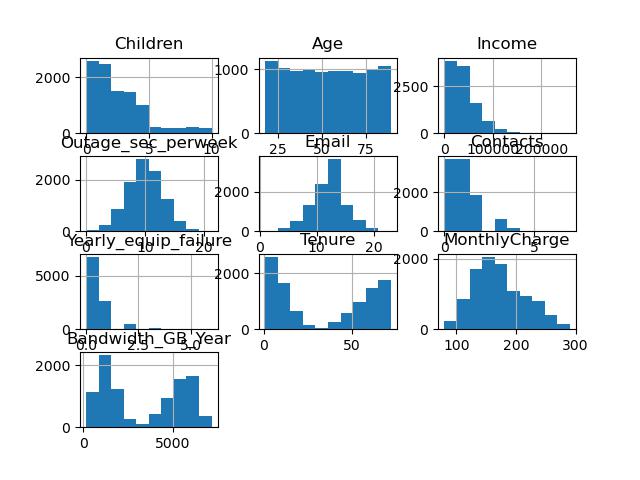 Children Age Income
2000
0
0 5 10
1000
0
25 50 75
2500
0
0 100000 200000
Outage_sec_perweek Email Contacts
2000
0
0 10 20
2000
0
0 10 20
2000
0
0 5
Yearly_equip_failure Tenure MonthlyCharge
5000
0
0.0 2.5 5.0
2000
0
0 50
2000
1000
0
100 200 300
Bandwidth_GB_Year
2000
0
0 5000